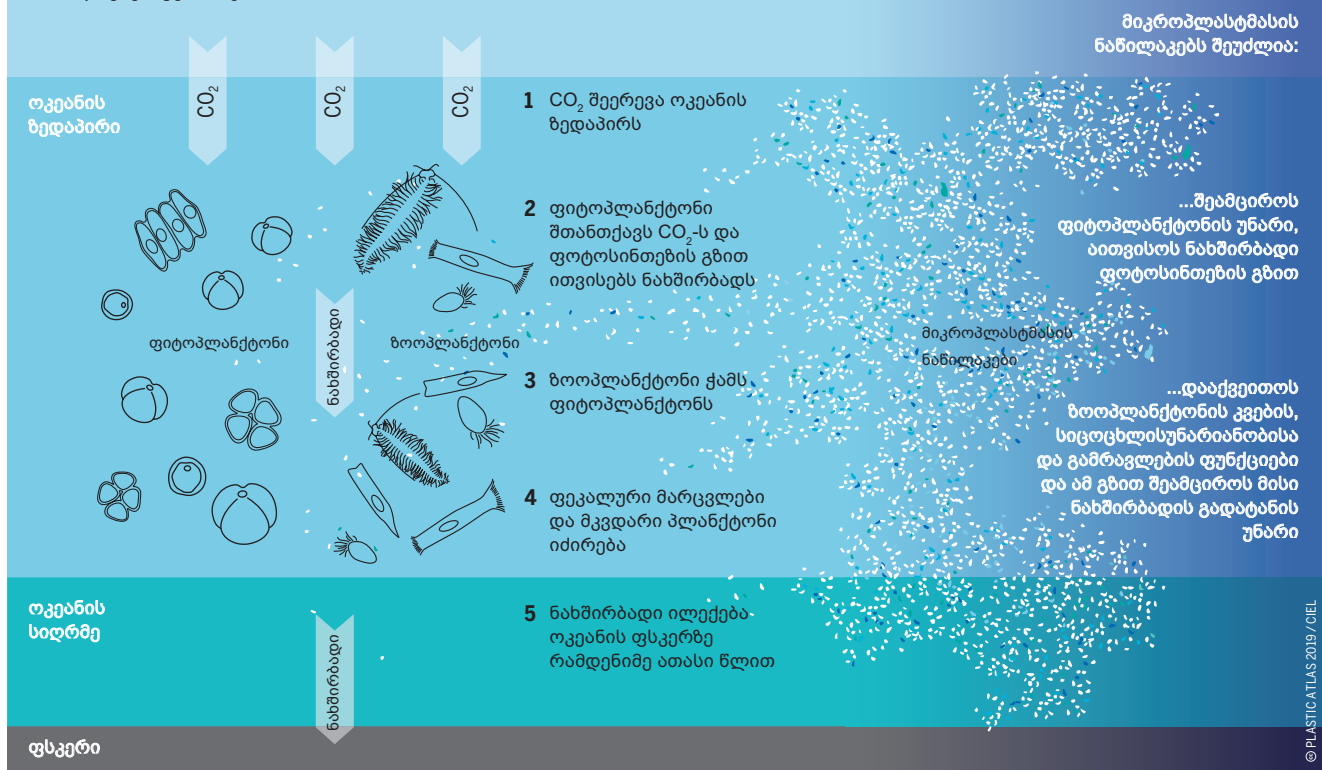 მიკროპლასტმასის
ნაწილაკებს შეუძლია:
CO₂
CO₂
CO₂
ოკეანის
ზედაპირი
1 CO₂ შეერევა ოკეანის
ზედაპირს
2 ფიტოპლანქტონი
შთანთქავს CO₂-ს და
ფოტოსინთეზის გზით
ითვისებს ნახშირბადს
...შეამციროს
ფიტოპლანქტონის უნარი,
აითვისოს ნახშირბადი
ფოტოსინთეზის გზით
ფიტოპლანქტონი
ნახშირბადი
ზოოპლანქტონი
მიკროპლასტმასის
ნაწილაკები
3 ზოოპლანქტონი ჭამს
ფიტოპლანქტონს
...დააქვეითოს
ზოოპლანქტონის კვების,
სიცოცხლისუნარიანობისა
და გამრავლების ფუნქციები
და ამ გზით შეამციროს მისი
ნახშირბადის გადატანის
უნარი
4 ფეკალური მარცვლები
და მკვდარი პლანქტონი
იძირება
ოკეანის
სიღრმე
ნახშირბადი
5 ნახშირბადი ილექება
ოკეანის ფსკერზე
რამდენიმე ათასი წლით
ფსკერი
© PLASTIC ATLAS 2019 / CIEL